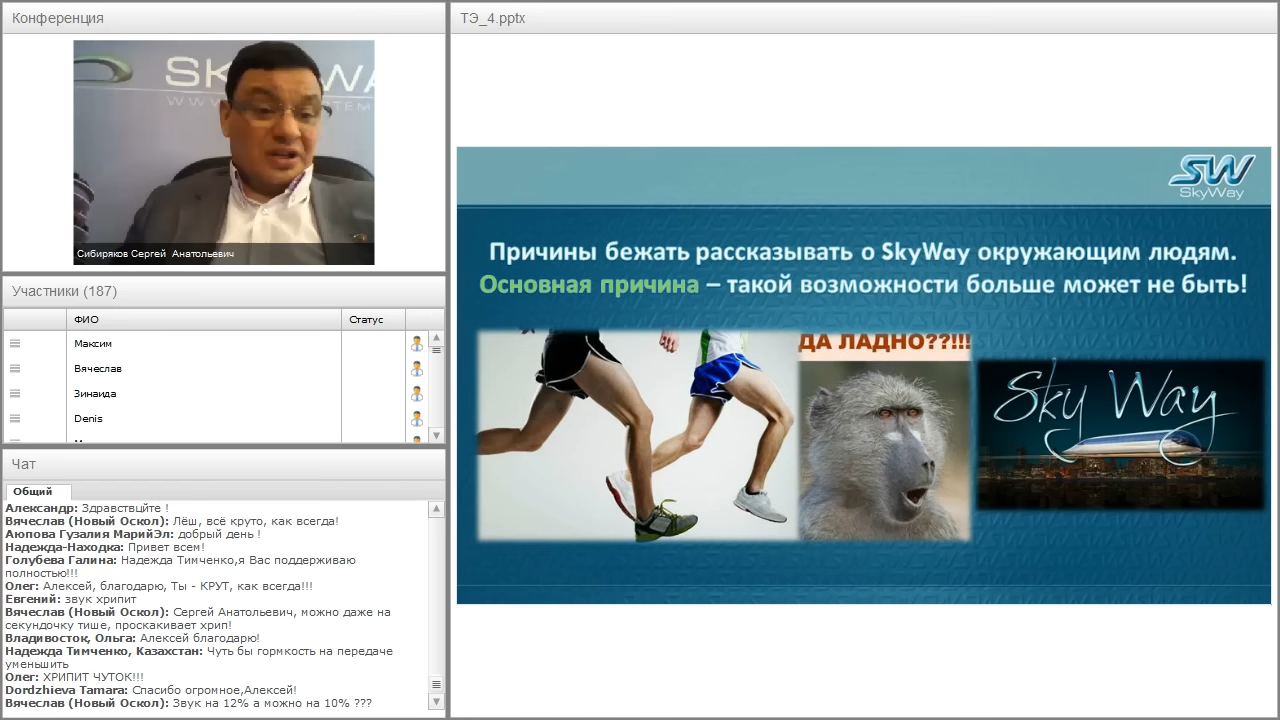 Конференция
SKYWA
Сибиряков Сергей Анатольевич
Участники (187)
ФИО
Статус
Максим
Вячеслав
Зинаида
Denis
Чат
Общий
Александр: Здравствцйте !
Вячеслав (Новый Оскол): Лёш, всё круто, как всегда!
Аюпова Гузалия МарийЭл: добрый день !
Надежда-Находка: Привет всем!
Голубева Галина: Надежда Тимченко,я Вас поддерживаю
полностью!!!
Олег: Алексей, благодарю, Ты - КРУТ, как всегда!!!
Евгений: звук хрипит
Вячеслав (Новый Оскол): Сергей Анатольевич, можно даже на
секундочку тише, проскакивает хрип!
Владивосток, Ольга: Алексей благодарю!
Надежда Тимченко, Казахстан: Чуть бы гормкость на передаче
уменьшить
Олег: ХРИПИТ ЧУТОК!!!
Dordzhieva Tamara: Спасибо огромное,Алексей!
Вячеслав (Новый Оскол): Звук на 12% а можно на 10% ???
ТЭ_4.pptx
SW
SkyWay
Причины бежать рассказывать о SkyWay окружающим людям.
Основная причина – такой возможности больше может не быть!
ДА ЛАДНО??!!!
Sky Way